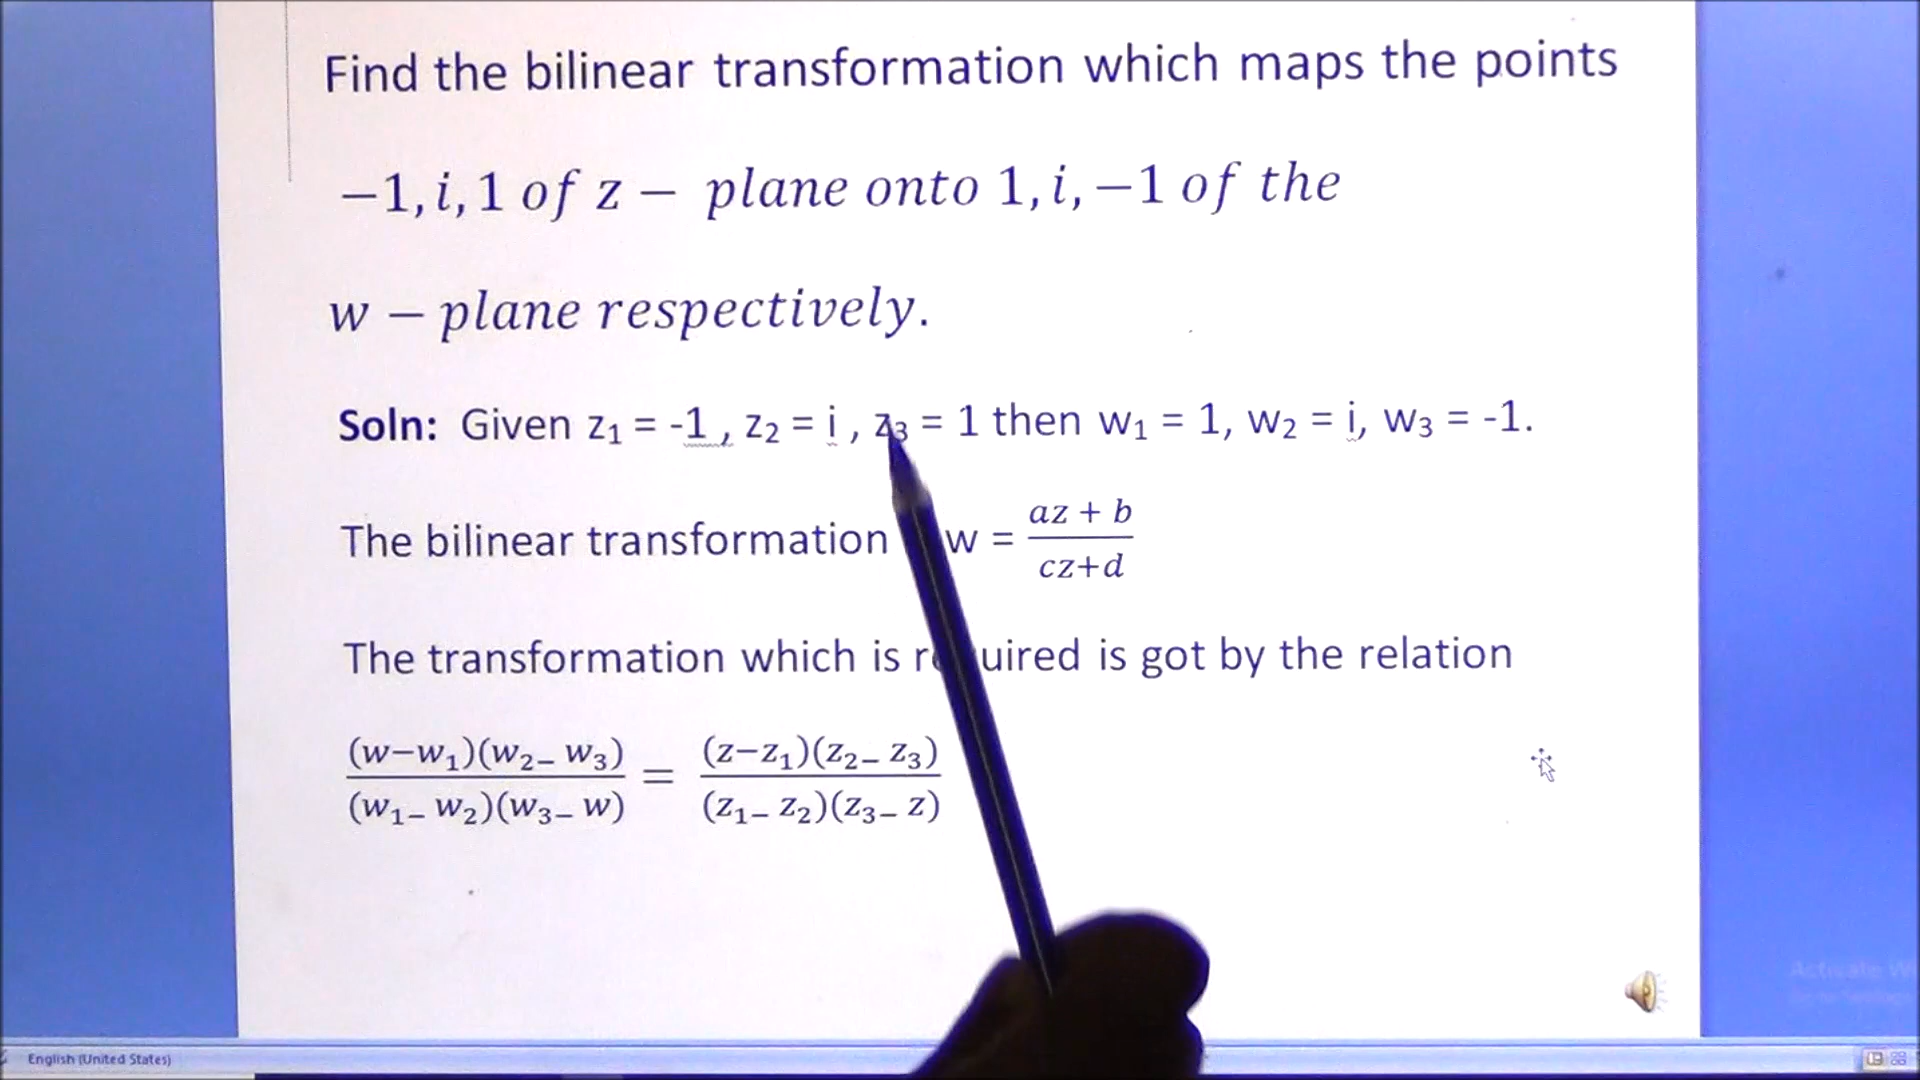 Find the bilinear transformation which maps the points
−1, i, 1 of z − plane onto 1, i, −1 of the
w − plane respectively.
Soln: Given z₁ = -1 , z₂ = i , z₃ = 1 then w₁ = 1, w₂ = i, w₃ = -1.
The bilinear transformation w = (az + b)/(cz+d)
The transformation which is required is got by the relation
(w−w₁)(w₂− w₃)/(w₁− w₂)(w₃− w) = (z−z₁)(z₂− z₃)/(z₁− z₂)(z₃− z)
English (United States)